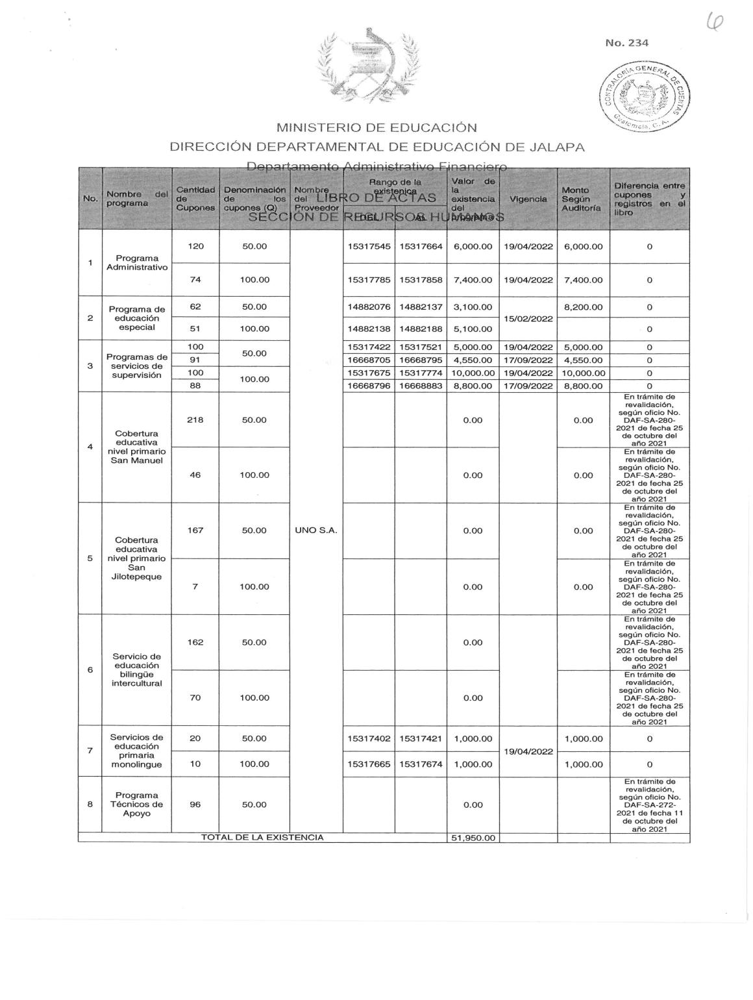 6
No. 234
CONTRALORÍA GENERAL DE CUENTAS
Guatemala, C. A.
MINISTERIO DE EDUCACIÓN
DIRECCIÓN DEPARTAMENTAL DE EDUCACIÓN DE JALAPA
Departamento Administrativo Financiero
LIBRO DE ACTAS
SECCIÓN DE RECURSOS HUMANOS
No. Nombre del programa Cantidad de Cupones Denominación de los cupones (Q) Nombre del Proveedor Rango de la existenica DEL AL Valor de la existencia del Vigencia Monto Según Auditoría Diferencia entre cupones y registros en el libro
1 Programa Administrativo 120 50.00 15317545 15317664 6,000.00 19/04/2022 6,000.00 0
74 100.00 15317785 15317858 7,400.00 19/04/2022 7,400.00 0
2 Programa de educación especial 62 50.00 14882076 14882137 3,100.00 15/02/2022 8,200.00 0
51 100.00 14882138 14882188 5,100.00 0
3 Programas de servicios de supervisión 100 50.00 15317422 15317521 5,000.00 19/04/2022 5,000.00 0
91 16668705 16668795 4,550.00 17/09/2022 4,550.00 0
100 100.00 15317675 15317774 10,000.00 19/04/2022 10,000.00 0
88 16668796 16668883 8,800.00 17/09/2022 8,800.00 0
4 Cobertura educativa nivel primario San Manuel 218 50.00 0.00 0.00 En trámite de revalidación, según oficio No. DAF-SA-280-2021 de fecha 25 de octubre del año 2021
46 100.00 0.00 0.00 En trámite de revalidación, según oficio No. DAF-SA-280-2021 de fecha 25 de octubre del año 2021
5 Cobertura educativa nivel primario San Jilotepeque 167 50.00 UNO S.A. 0.00 0.00 En trámite de revalidación, según oficio No. DAF-SA-280-2021 de fecha 25 de octubre del año 2021
7 100.00 0.00 0.00 En trámite de revalidación, según oficio No. DAF-SA-280-2021 de fecha 25 de octubre del año 2021
6 Servicio de educación bilingüe intercultural 162 50.00 0.00 En trámite de revalidación, según oficio No. DAF-SA-280-2021 de fecha 25 de octubre del año 2021
70 100.00 0.00 En trámite de revalidación, según oficio No. DAF-SA-280-2021 de fecha 25 de octubre del año 2021
7 Servicios de educación primaria monolingue 20 50.00 15317402 15317421 1,000.00 19/04/2022 1,000.00 0
10 100.00 15317665 15317674 1,000.00 1,000.00 0
8 Programa Técnicos de Apoyo 96 50.00 0.00 En trámite de revalidación, según oficio No. DAF-SA-272-2021 de fecha 11 de octubre del año 2021
TOTAL DE LA EXISTENCIA 51,950.00